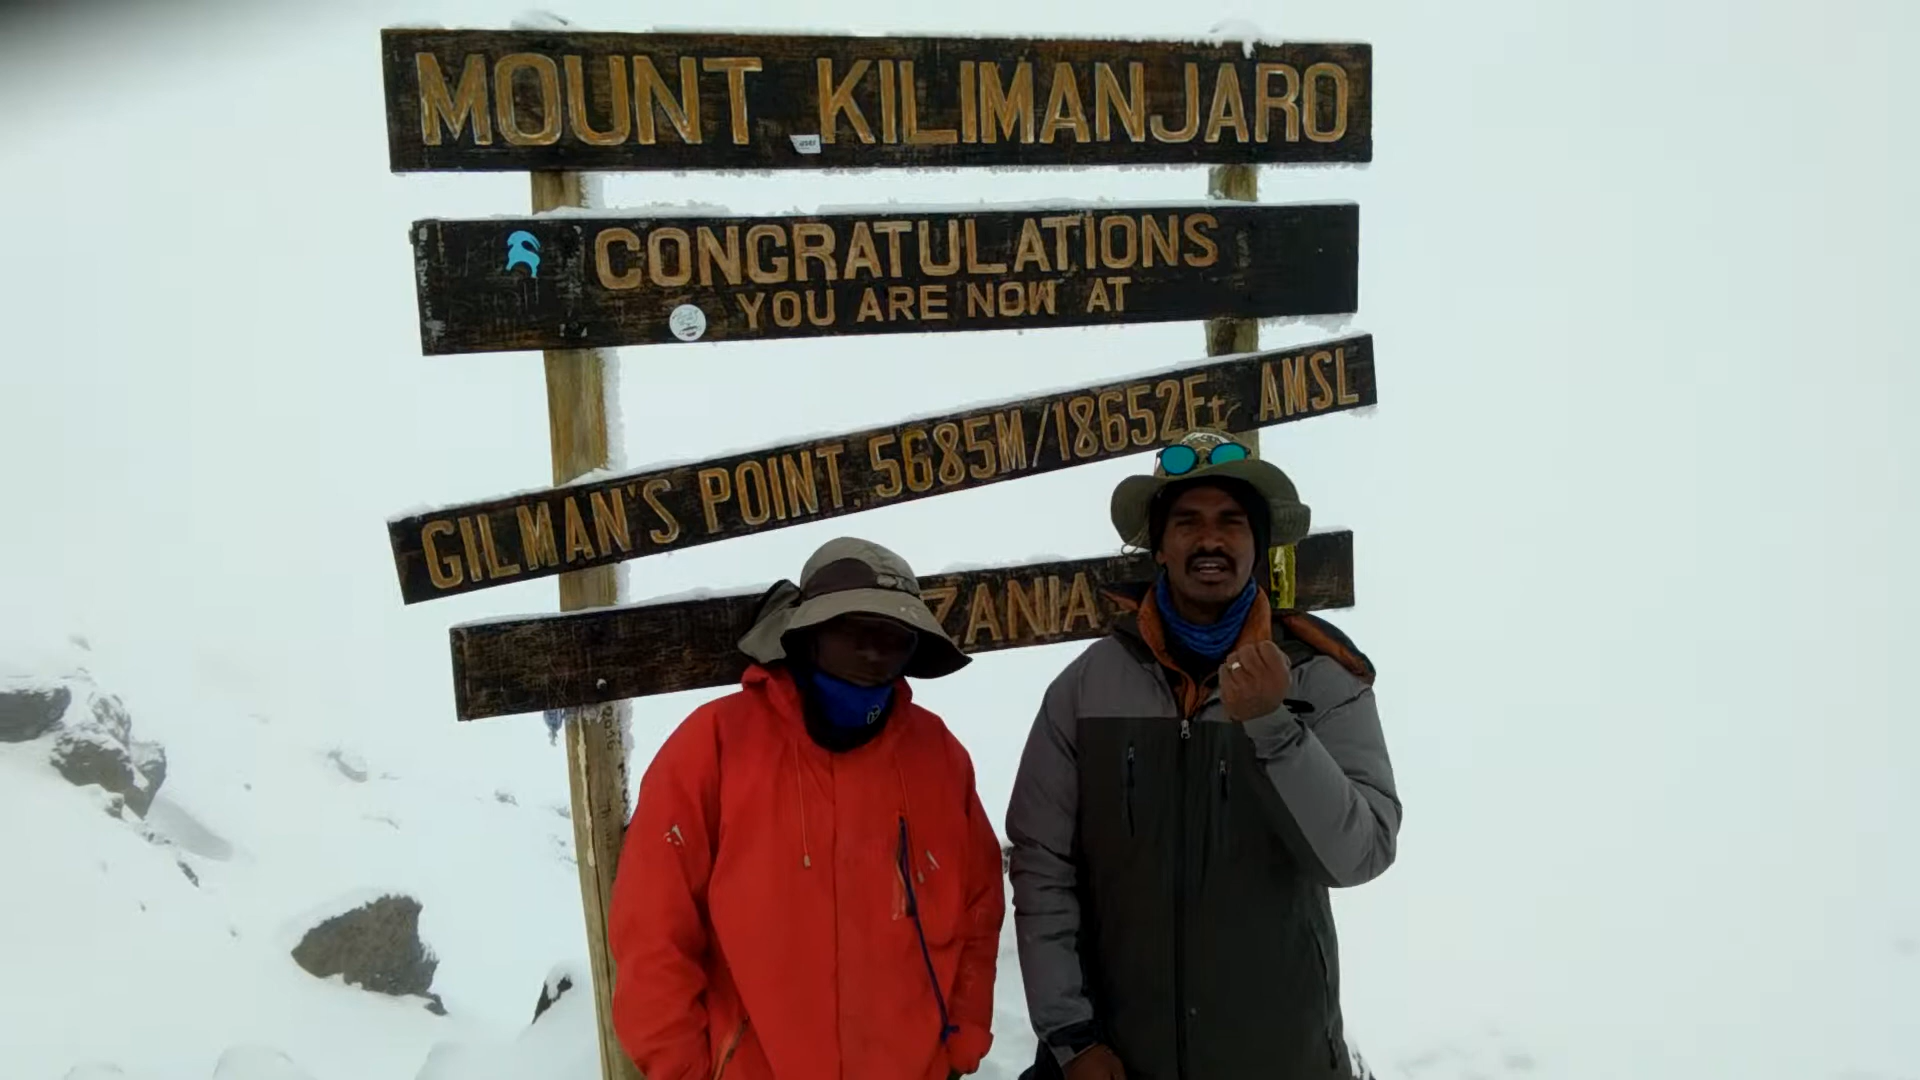 MOUNT KILIMANJARO
CONGRATULATIONS
YOU ARE NOW AT
GILMAN'S POINT. 5685M/18652Ft AMSL
ZANIA